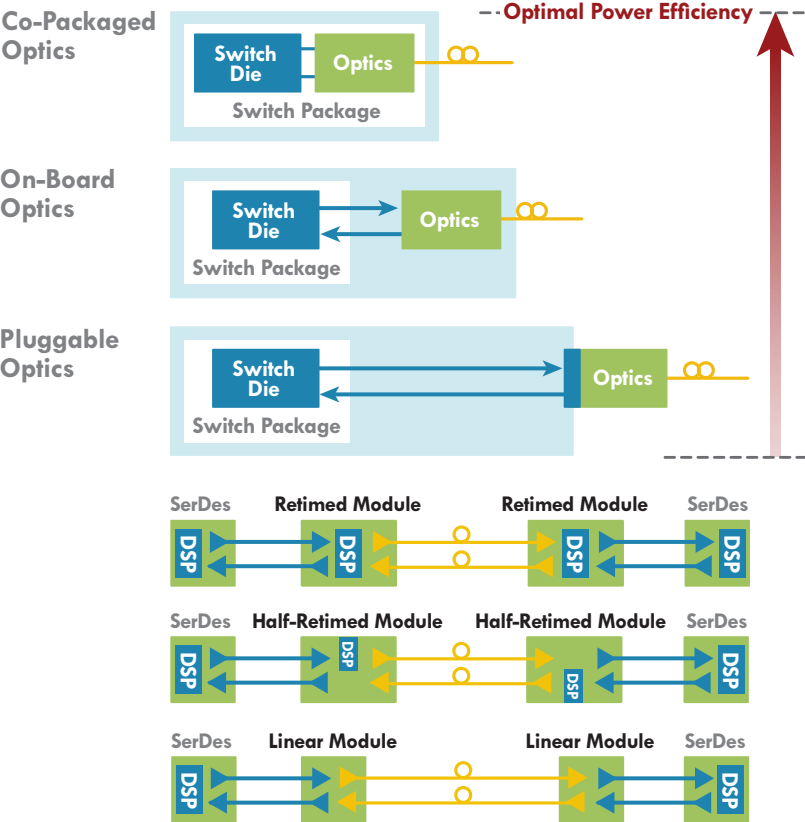 Co-Packaged
Optics
Optimal Power Efficiency
Switch
Die
Optics
Switch Package
On-Board
Optics
Switch
Die
Optics
Switch Package
Pluggable
Optics
Switch
Die
Optics
Switch Package
SerDes
Retimed Module
Retimed Module
SerDes
DSP
DSP
DSP
DSP
SerDes
Half-Retimed Module
Half-Retimed Module
SerDes
DSP
DSP
DSP
DSP
SerDes
Linear Module
Linear Module
SerDes
DSP
DSP